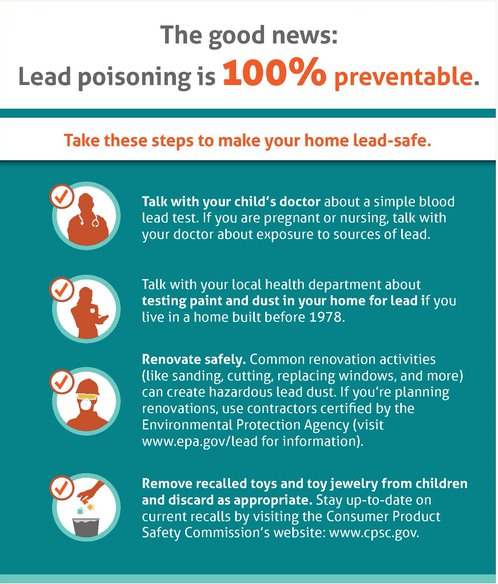 The good news:
Lead poisoning is 100% preventable.
Take these steps to make your home lead-safe.
Talk with your child's doctor about a simple blood
lead test. If you are pregnant or nursing, talk with
your doctor about exposure to sources of lead.
Talk with your local health department about
testing paint and dust in your home for lead if you
live in a home built before 1978.
Renovate safely. Common renovation activities
(like sanding, cutting, replacing windows, and more)
can create hazardous lead dust. If you're planning
renovations, use contractors certified by the
Environmental Protection Agency (visit
www.epa.gov/lead for information).
Remove recalled toys and toy jewelry from children
and discard as appropriate. Stay up-to-date on
current recalls by visiting the Consumer Product
Safety Commission's website: www.cpsc.gov.